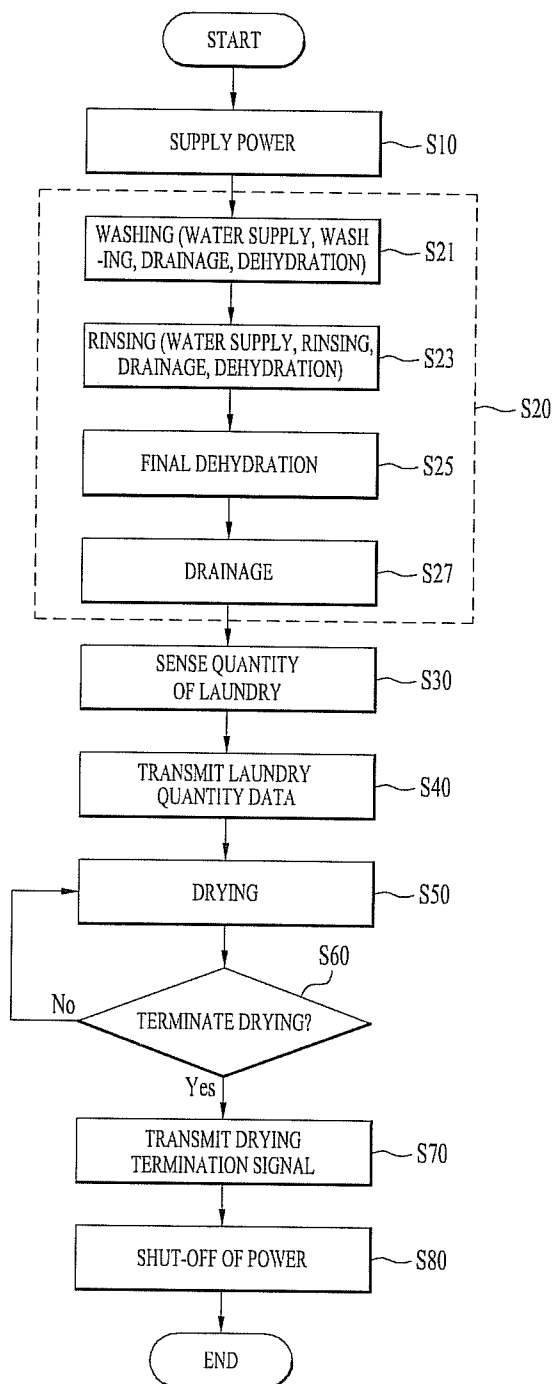 START
SUPPLY POWER
S10
WASHING (WATER SUPPLY, WASH
-ING, DRAINAGE, DEHYDRATION)
S21
RINSING (WATER SUPPLY, RINSING,
DRAINAGE, DEHYDRATION)
S23
S20
FINAL DEHYDRATION
S25
DRAINAGE
S27
SENSE QUANTITY
OF LAUNDRY
S30
TRANSMIT LAUNDRY
QUANTITY DATA
S40
DRYING
S50
S60
No
TERMINATE DRYING?
Yes
TRANSMIT DRYING
TERMINATION SIGNAL
S70
SHUT-OFF OF POWER
S80
END